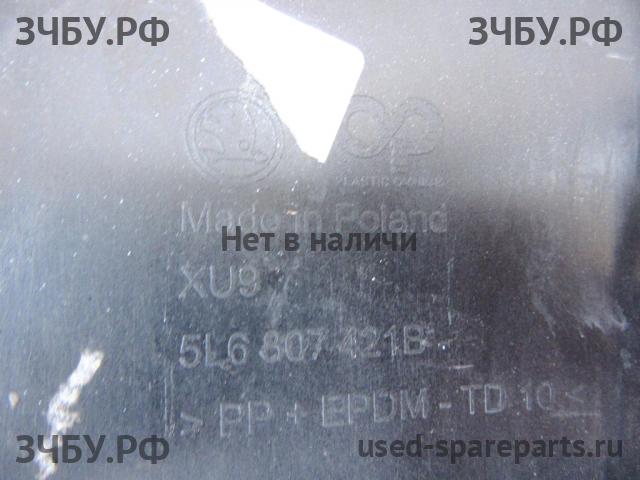 ЗЧБУ.РФ ЗЧБУ.РФ
Made in Poland
Нет в наличии
XU9
5L6 807 421B
> PP + EPDM - TD 10 <
ЗЧБУ.РФ used-spareparts.ru